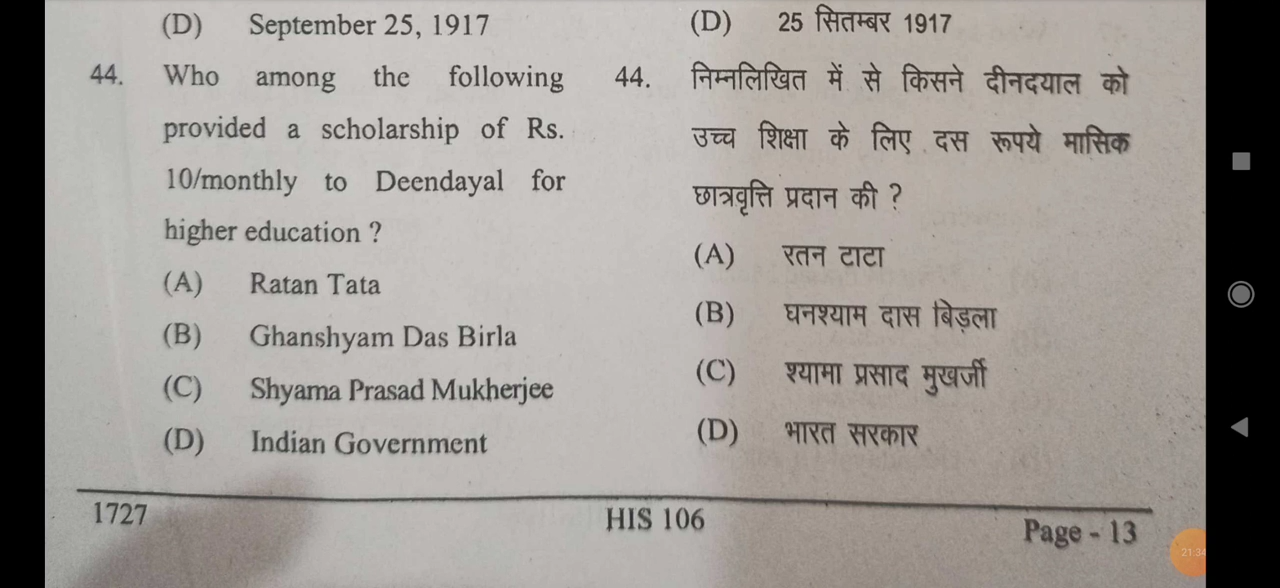 (D) September 25, 1917
44. Who among the following
provided a scholarship of Rs.
10/monthly to Deendayal for
higher education ?
(A) Ratan Tata
(B) Ghanshyam Das Birla
(C) Shyama Prasad Mukherjee
(D) Indian Government
(D) 25 सितम्बर 1917
44. निम्नलिखित में से किसने दीनदयाल को
उच्च शिक्षा के लिए दस रूपये मासिक
छात्रवृत्ति प्रदान की ?
(A) रतन टाटा
(B) घनश्याम दास बिड़ला
(C) श्यामा प्रसाद मुखर्जी
(D) भारत सरकार
1727 HIS 106 Page - 13
21:34